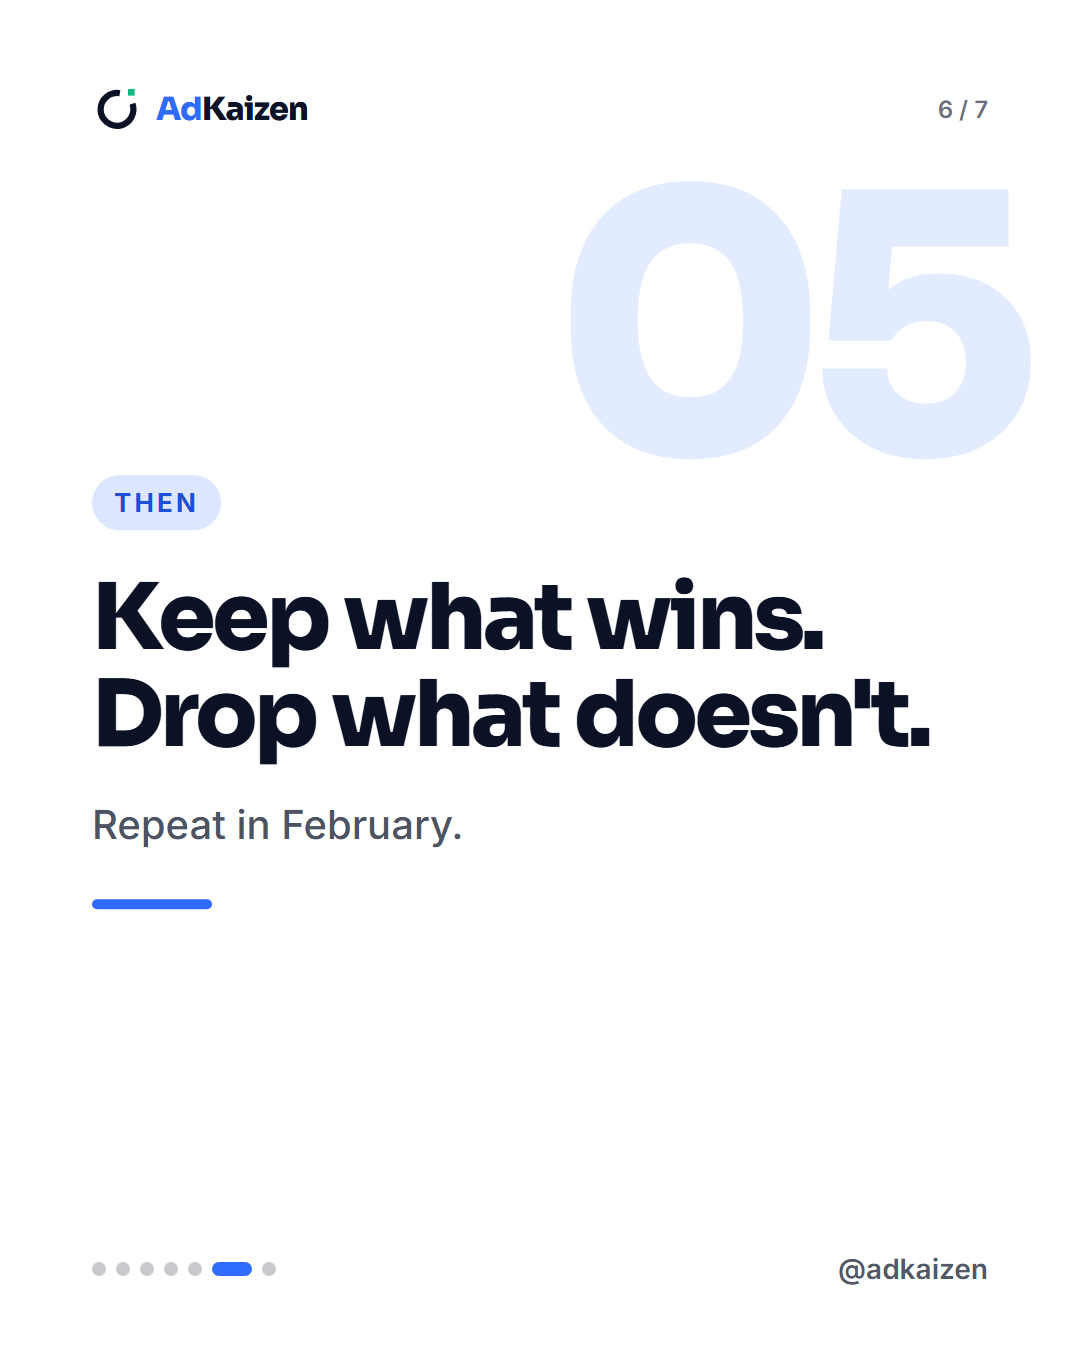 AdKaizen
6 / 7
05
THEN
Keep what wins.
Drop what doesn't.
Repeat in February.
@adkaizen